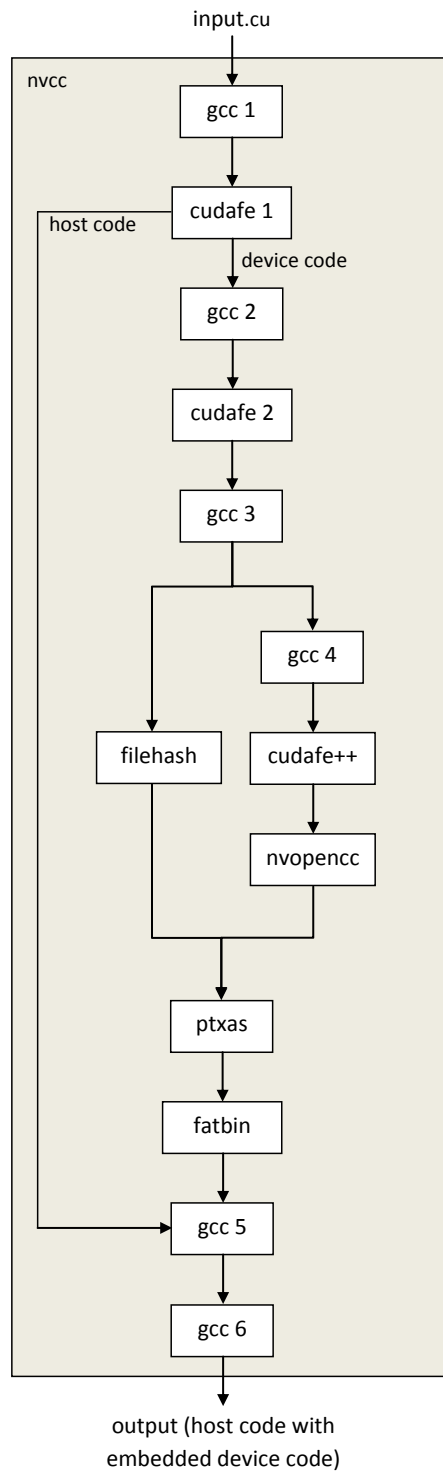 input.cu
nvcc
gcc 1
cudafe 1
host code
device code
gcc 2
cudafe 2
gcc 3
gcc 4
filehash
cudafe++
nvopencc
ptxas
fatbin
gcc 5
gcc 6
output (host code with
embedded device code)